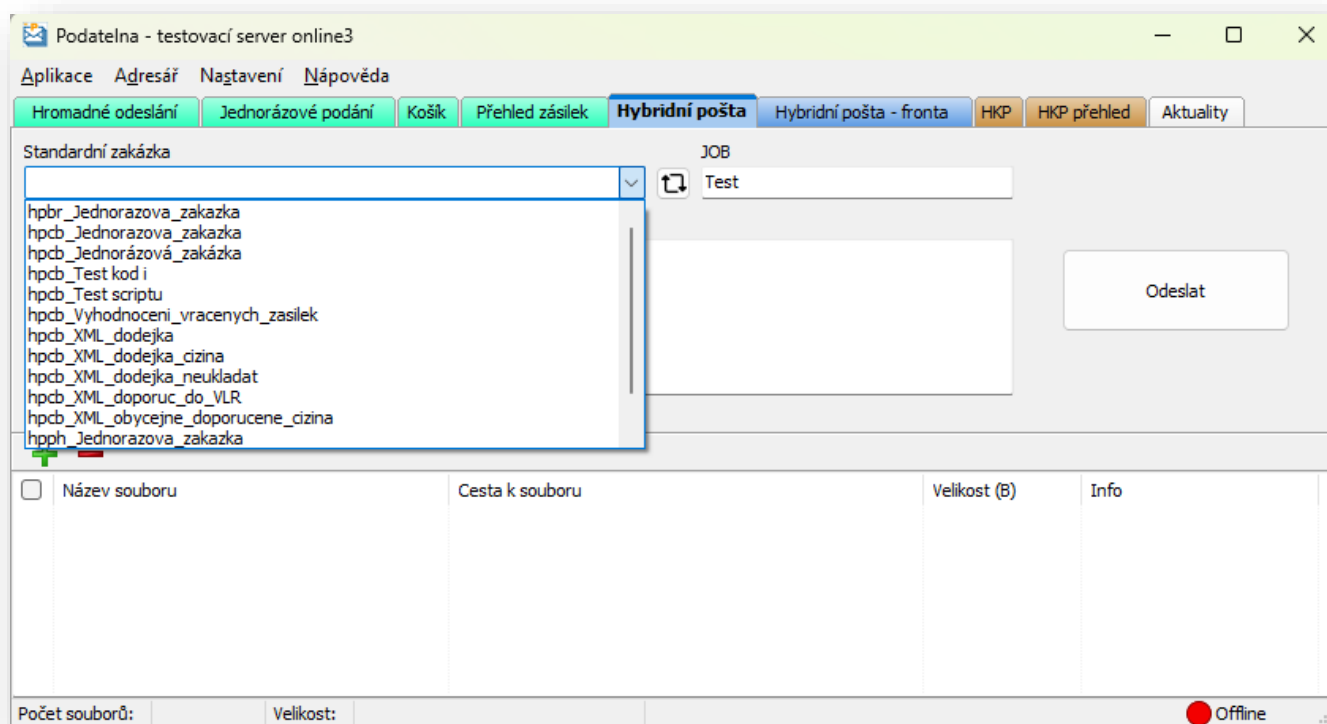 Podatelna - testovací server online3
Aplikace Adresář Nastavení Nápověda
Hromadné odeslání Jednorázové podání Košík Přehled zásilek Hybridní pošta Hybridní pošta - fronta HKP HKP přehled Aktuality
Standardní zakázka JOB
Test
hpbr_Jednorazova_zakazka
hpcb_Jednorazova_zakazka
hpcb_Jednorázová_zakázka
hpcb_Test kod i
hpcb_Test scriptu
hpcb_Vyhodnoceni_vracenych_zasilek
hpcb_XML_dodejka
hpcb_XML_dodejka_cizina
hpcb_XML_dodejka_neukladat
hpcb_XML_doporuc_do_VLR
hpcb_XML_obycejne_doporucene_cizina
hpph_Jednorazova_zakazka
Odeslat
Název souboru Cesta k souboru Velikost (B) Info
Počet souborů: Velikost: Offline